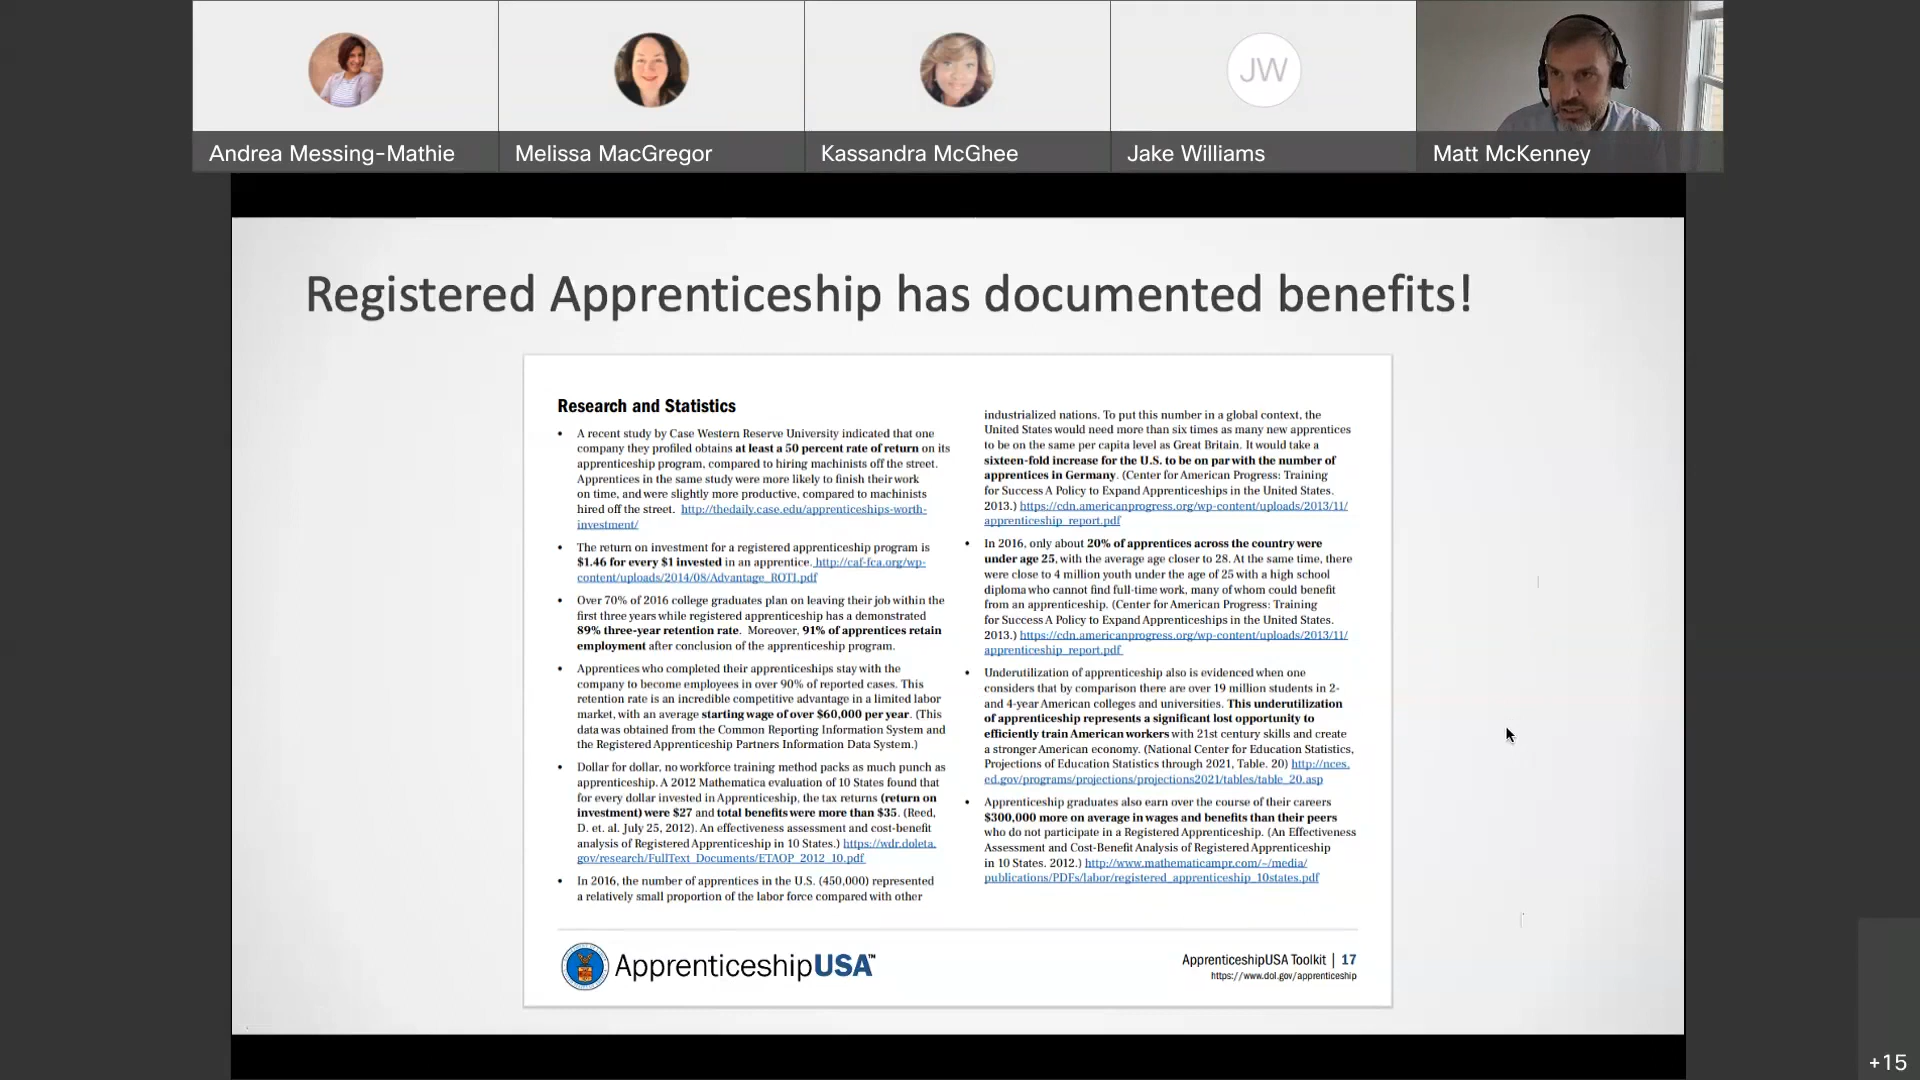 JW
Andrea Messing-Mathie
Melissa MacGregor
Kassandra McGhee
Jake Williams
Matt McKenney
Registered Apprenticeship has documented benefits!
Research and Statistics
• A recent study by Case Western Reserve University indicated that one
company they profiled obtains at least a 50 percent rate of return on its
apprenticeship program, compared to hiring machinists off the street.
Apprentices in the same study were more likely to finish their work
on time, and were slightly more productive, compared to machinists
hired off the street. http://thedaily.case.edu/apprenticeships-worth-
investment/
• The return on investment for a registered apprenticeship program is
$1.46 for every $1 invested in an apprentice. http://caf-fca.org/wp-
content/uploads/2014/08/Advantage_ROTI.pdf
• Over 70% of 2016 college graduates plan on leaving their job within the
first three years while registered apprenticeship has a demonstrated
89% three-year retention rate. Moreover, 91% of apprentices retain
employment after conclusion of the apprenticeship program.
• Apprentices who completed their apprenticeships stay with the
company to become employees in over 90% of reported cases. This
retention rate is an incredible competitive advantage in a limited labor
market, with an average starting wage of over $60,000 per year. (This
data was obtained from the Common Reporting Information System and
the Registered Apprenticeship Partners Information Data System.)
• Dollar for dollar, no workforce training method packs as much punch as
apprenticeship. A 2012 Mathematica evaluation of 10 States found that
for every dollar invested in Apprenticeship, the tax returns (return on
investment) were $27 and total benefits were more than $35. (Reed,
D. et. al. July 25, 2012). An effectiveness assessment and cost-benefit
analysis of Registered Apprenticeship in 10 States.) https://wdr.doleta.
gov/research/FullText_Documents/ETAOP_2012_10.pdf
• In 2016, the number of apprentices in the U.S. (450,000) represented
a relatively small proportion of the labor force compared with other
industrialized nations. To put this number in a global context, the
United States would need more than six times as many new apprentices
to be on the same per capita level as Great Britain. It would take a
sixteen-fold increase for the U.S. to be on par with the number of
apprentices in Germany. (Center for American Progress: Training
for Success A Policy to Expand Apprenticeships in the United States.
2013.) https://cdn.americanprogress.org/wp-content/uploads/2013/11/
apprenticeship_report.pdf
• In 2016, only about 20% of apprentices across the country were
under age 25, with the average age closer to 28. At the same time, there
were close to 4 million youth under the age of 25 with a high school
diploma who cannot find full-time work, many of whom could benefit
from an apprenticeship. (Center for American Progress: Training
for Success A Policy to Expand Apprenticeships in the United States.
2013.) https://cdn.americanprogress.org/wp-content/uploads/2013/11/
apprenticeship_report.pdf
• Underutilization of apprenticeship also is evidenced when one
considers that by comparison there are over 19 million students in 2-
and 4-year American colleges and universities. This underutilization
of apprenticeship represents a significant lost opportunity to
efficiently train American workers with 21st century skills and create
a stronger American economy. (National Center for Education Statistics,
Projections of Education Statistics through 2021, Table. 20) http://nces.
ed.gov/programs/projections/projections2021/tables/table_20.asp
• Apprenticeship graduates also earn over the course of their careers
$300,000 more on average in wages and benefits than their peers
who do not participate in a Registered Apprenticeship. (An Effectiveness
Assessment and Cost-Benefit Analysis of Registered Apprenticeship
in 10 States. 2012.) http://www.mathematicampr.com/~/media/
publications/PDFs/labor/registered_apprenticeship_10states.pdf
ApprenticeshipUSA™
ApprenticeshipUSA Toolkit | 17
https://www.dol.gov/apprenticeship
+15